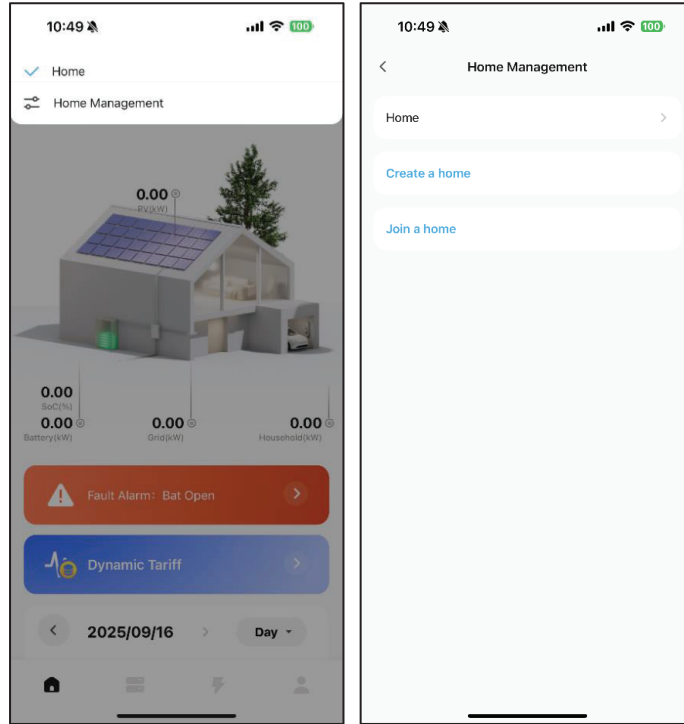 10:49
100
Home
Home Management
0.00
PV(kW)
0.00
SoC(%)
0.00
Battery(kW)
0.00
Grid(kW)
0.00
Household(kW)
Fault Alarm: Bat Open
Dynamic Tariff
2025/09/16
Day
10:49
100
Home Management
Home
Create a home
Join a home